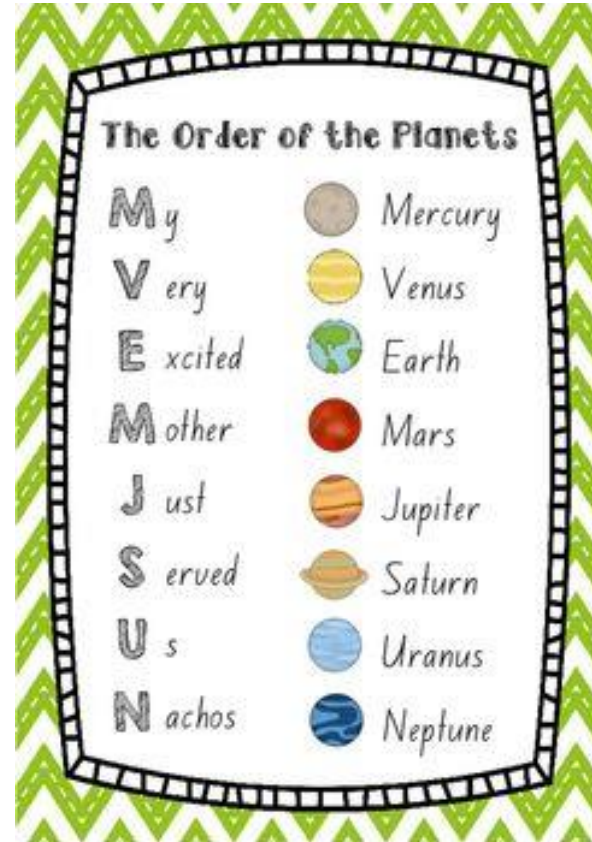 The Order of the Planets
My Mercury
Very Venus
Excited Earth
Mother Mars
Just Jupiter
Served Saturn
Us Uranus
Nachos Neptune